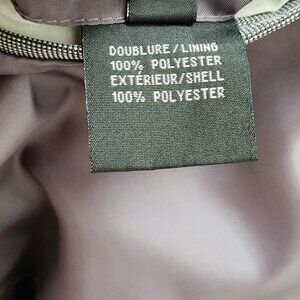 DOUBLURE / LINING
100% POLYESTER
EXTÉRIEUR / SHELL
100% POLYESTER